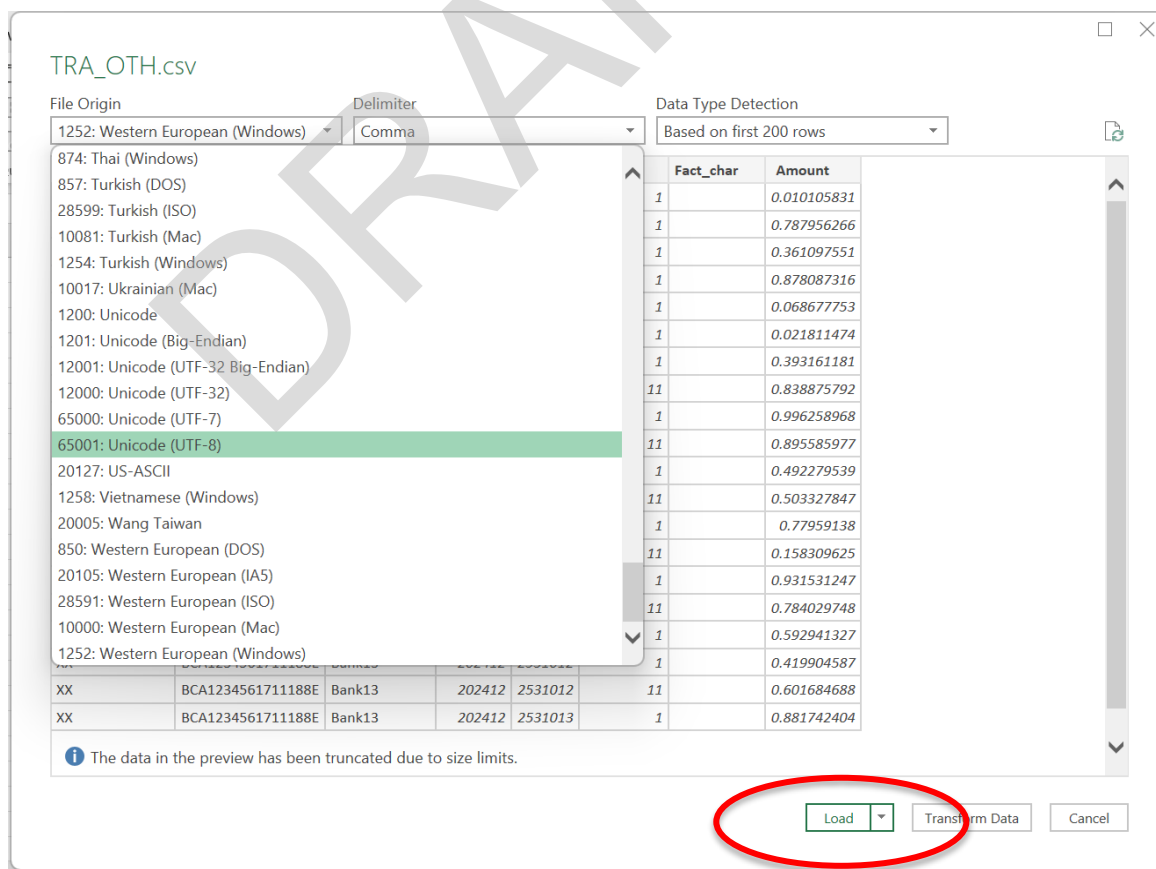 TRA_OTH.csv
File Origin Delimiter Data Type Detection
1252: Western European (Windows) Comma Based on first 200 rows
874: Thai (Windows)
857: Turkish (DOS)
28599: Turkish (ISO)
10081: Turkish (Mac)
1254: Turkish (Windows)
10017: Ukrainian (Mac)
1200: Unicode
1201: Unicode (Big-Endian)
12001: Unicode (UTF-32 Big-Endian)
12000: Unicode (UTF-32)
65000: Unicode (UTF-7)
65001: Unicode (UTF-8)
20127: US-ASCII
1258: Vietnamese (Windows)
20005: Wang Taiwan
850: Western European (DOS)
20105: Western European (IA5)
28591: Western European (ISO)
10000: Western European (Mac)
1252: Western European (Windows)
Fact_char Amount
1 0.010105831
1 0.787956266
1 0.361097551
1 0.878087316
1 0.068677753
1 0.021811474
1 0.393161181
11 0.838875792
1 0.996258968
11 0.895585977
1 0.492279539
11 0.503327847
1 0.77959138
11 0.158309625
1 0.931531247
11 0.784029748
1 0.592941327
1 0.419904587
XX BCA1234561711188E Bank13 202412 2531012 11 0.601684688
XX BCA1234561711188E Bank13 202412 2531013 1 0.881742404
The data in the preview has been truncated due to size limits.
Load Transform Data Cancel